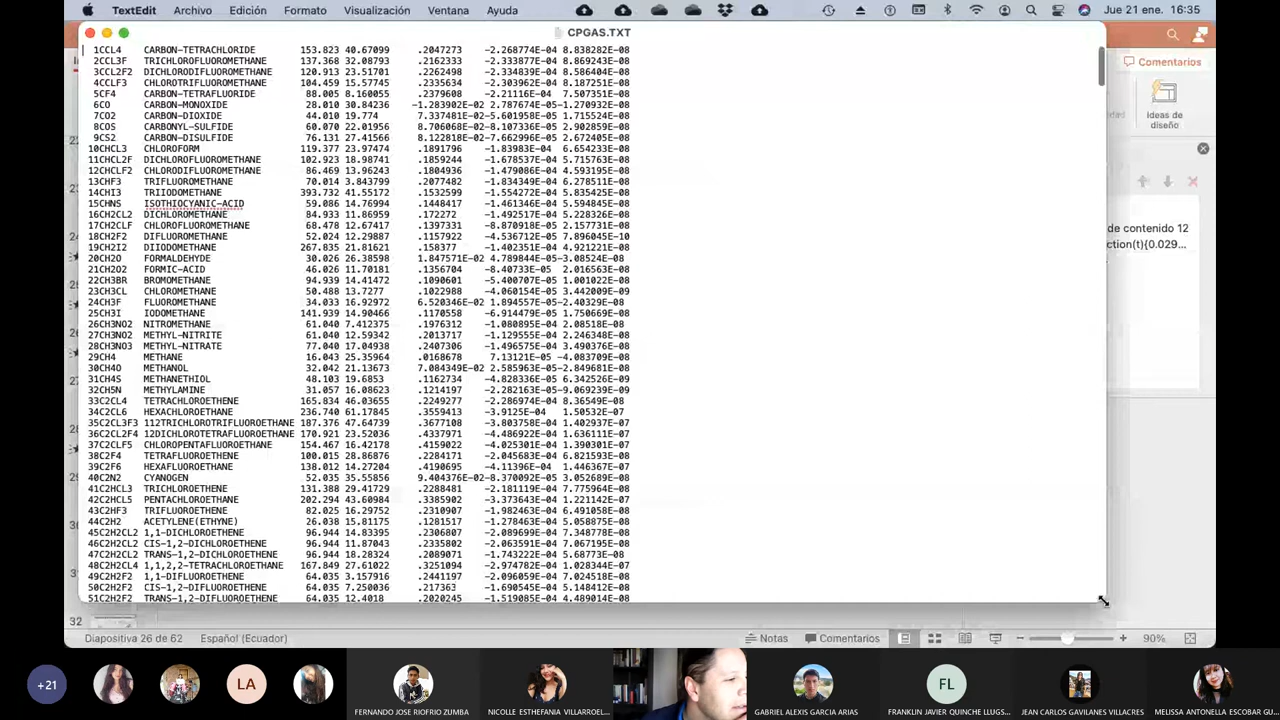 TextEdit Archivo Edición Formato Visualización Ventana Ayuda Jue 21 ene. 16:35
CPGAS.TXT
1CCL4 CARBON-TETRACHLORIDE 153.823 40.67099 .2047273 -2.268774E-04 8.838282E-08
2CCL3F TRICHLOROFLUOROMETHANE 137.368 32.08793 .2162333 -2.333877E-04 8.869243E-08
3CCL2F2 DICHLORODIFLUOROMETHANE 120.913 23.51701 .2262498 -2.334839E-04 8.586404E-08
4CCLF3 CHLOROTRIFLUOROMETHANE 104.459 15.57745 .2335634 -2.303962E-04 8.187251E-08
5CF4 CARBON-TETRAFLUORIDE 88.005 8.160055 .2379608 -2.21116E-04 7.507351E-08
6CO CARBON-MONOXIDE 28.010 30.84236 -1.283902E-02 2.787674E-05-1.270932E-08
7CO2 CARBON-DIOXIDE 44.010 19.774 7.337481E-02-5.601958E-05 1.715524E-08
8COS CARBONYL-SULFIDE 60.070 22.01956 8.706068E-02-8.107336E-05 2.902859E-08
9CS2 CARBON-DISULFIDE 76.131 27.41566 8.122818E-02-7.662996E-05 2.672405E-08
10CHCL3 CHLOROFORM 119.377 23.97474 .1891796 -1.83983E-04 6.654233E-08
11CHCL2F DICHLOROFLUOROMETHANE 102.923 18.98741 .1859244 -1.678537E-04 5.715763E-08
12CHCLF2 CHLORODIFLUOROMETHANE 86.469 13.96243 .1804936 -1.479086E-04 4.593195E-08
13CHF3 TRIFLUOROMETHANE 70.014 3.843799 .2077482 -1.834349E-04 6.278511E-08
14CHI3 TRIIODOMETHANE 393.732 41.55172 .1532599 -1.554272E-04 5.835425E-08
15CHNS ISOTHIOCYANIC-ACID 59.086 14.76994 .1448417 -1.461346E-04 5.594845E-08
16CH2CL2 DICHLOROMETHANE 84.933 11.86959 .172272 -1.492517E-04 5.228326E-08
17CH2CLF CHLOROFLUOROMETHANE 68.478 12.67417 .1397331 -8.870918E-05 2.157731E-08
18CH2F2 DIFLUOROMETHANE 52.024 12.29887 .1157922 -4.536712E-05 7.896045E-10
19CH2I2 DIIODOMETHANE 267.835 21.81621 .158377 -1.402351E-04 4.921221E-08
20CH2O FORMALDEHYDE 30.026 26.38598 1.847571E-02 4.789844E-05-3.08524E-08
21CH2O2 FORMIC-ACID 46.026 11.70181 .1356704 -8.40733E-05 2.016563E-08
22CH3BR BROMOMETHANE 94.939 14.41472 .1090601 -5.400707E-05 1.001022E-08
23CH3CL CHLOROMETHANE 50.488 13.7277 .1022988 -4.060154E-05 3.442009E-09
24CH3F FLUOROMETHANE 34.033 16.92972 6.520346E-02 1.894557E-05-2.40329E-08
25CH3I IODOMETHANE 141.939 14.90466 .1170558 -6.914479E-05 1.750669E-08
26CH3NO2 NITROMETHANE 61.040 7.412375 .1976312 -1.080895E-04 2.08518E-08
27CH3NO2 METHYL-NITRITE 61.040 12.59342 .2013717 -1.129555E-04 2.246348E-08
28CH3NO3 METHYL-NITRATE 77.040 17.04938 .2407306 -1.496575E-04 3.490376E-08
29CH4 METHANE 16.043 25.35964 .0168678 7.13121E-05 -4.083709E-08
30CH4O METHANOL 32.042 21.13673 7.084349E-02 2.585963E-05-2.849681E-08
31CH4S METHANETHIOL 48.103 19.6853 .1162734 -4.828336E-05 6.342526E-09
32CH5N METHYLAMINE 31.057 16.08623 .1214197 -2.282163E-05-9.069239E-09
33C2CL4 TETRACHLOROETHENE 165.834 46.03655 .2249277 -2.286974E-04 8.36549E-08
34C2CL6 HEXACHLOROETHANE 236.740 61.17845 .3559413 -3.9125E-04 1.50532E-07
35C2CL3F3 112TRICHLOROTRIFLUOROETHANE 187.376 47.64739 .3677108 -3.803758E-04 1.402937E-07
36C2CL2F4 12DICHLOROTETRAFLUOROETHANE 170.921 23.52036 .4337971 -4.486922E-04 1.636111E-07
37C2CLF5 CHLOROPENTAFLUOROETHANE 154.467 16.42178 .4159022 -4.025301E-04 1.390301E-07
38C2F4 TETRAFLUOROETHENE 100.015 28.86876 .2284171 -2.045683E-04 6.821593E-08
39C2F6 HEXAFLUOROETHANE 138.012 14.27204 .4190695 -4.11396E-04 1.446367E-07
40C2N2 CYANOGEN 52.035 35.55856 9.404376E-02-8.370092E-05 3.052689E-08
41C2HCL3 TRICHLOROETHENE 131.388 29.41729 .2288481 -2.181119E-04 7.775964E-08
42C2HCL5 PENTACHLOROETHANE 202.294 43.60984 .3385902 -3.373643E-04 1.221142E-07
43C2HF3 TRIFLUOROETHENE 82.025 16.29752 .2310907 -1.982463E-04 6.491058E-08
44C2H2 ACETYLENE(ETHYNE) 26.038 15.81175 .1281517 -1.278463E-04 5.058875E-08
45C2H2CL2 1,1-DICHLOROETHENE 96.944 14.83395 .2306807 -2.089699E-04 7.348778E-08
46C2H2CL2 CIS-1,2-DICHLOROETHENE 96.944 11.87043 .2335802 -2.063956E-04 7.067195E-08
47C2H2CL2 TRANS-1,2-DICHLOROETHENE 96.944 18.28324 .2089071 -1.743222E-04 5.68773E-08
48C2H2CL4 1,1,2,2-TETRACHLOROETHANE 167.849 27.61022 .3251094 -2.974782E-04 1.028344E-07
49C2H2F2 1,1-DIFLUOROETHENE 64.035 3.157916 .2441197 -2.096059E-04 7.024518E-08
50C2H2F2 CIS-1,2-DIFLUOROETHENE 64.035 7.250036 .217363 -1.690545E-04 5.148412E-08
51C2H2F2 TRANS-1,2-DIFLUOROETHENE 64.035 12.4018 .2020245 -1.519085E-04 4.489014E-08
Comentarios
Ideas de
diseño
de contenido 12
ction(t){0.029...
32
Diapositiva 26 de 62 Español (Ecuador) Notas Comentarios 90%
+21 LA FL
FERNANDO JOSE RIOFRIO ZUMBA NICOLLE ESTHEFANIA VILLARROEL... GABRIEL ALEXIS GARCIA ARIAS FRANKLIN JAVIER QUINCHE LLUGS... JEAN CARLOS GAVILANES VILLACRES MELISSA ANTONELLA ESCOBAR GU...